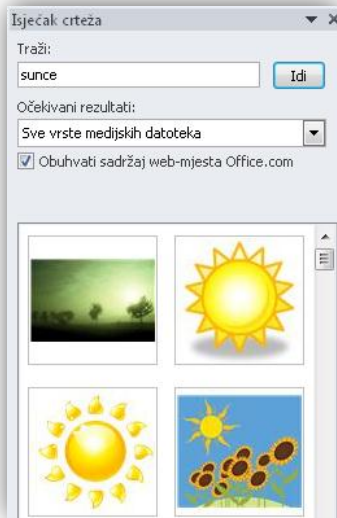 Isječak crteža
Traži:
sunce
Idi
Očekivani rezultati:
Sve vrste medijskih datoteka
Obuhvati sadržaj web-mjesta Office.com